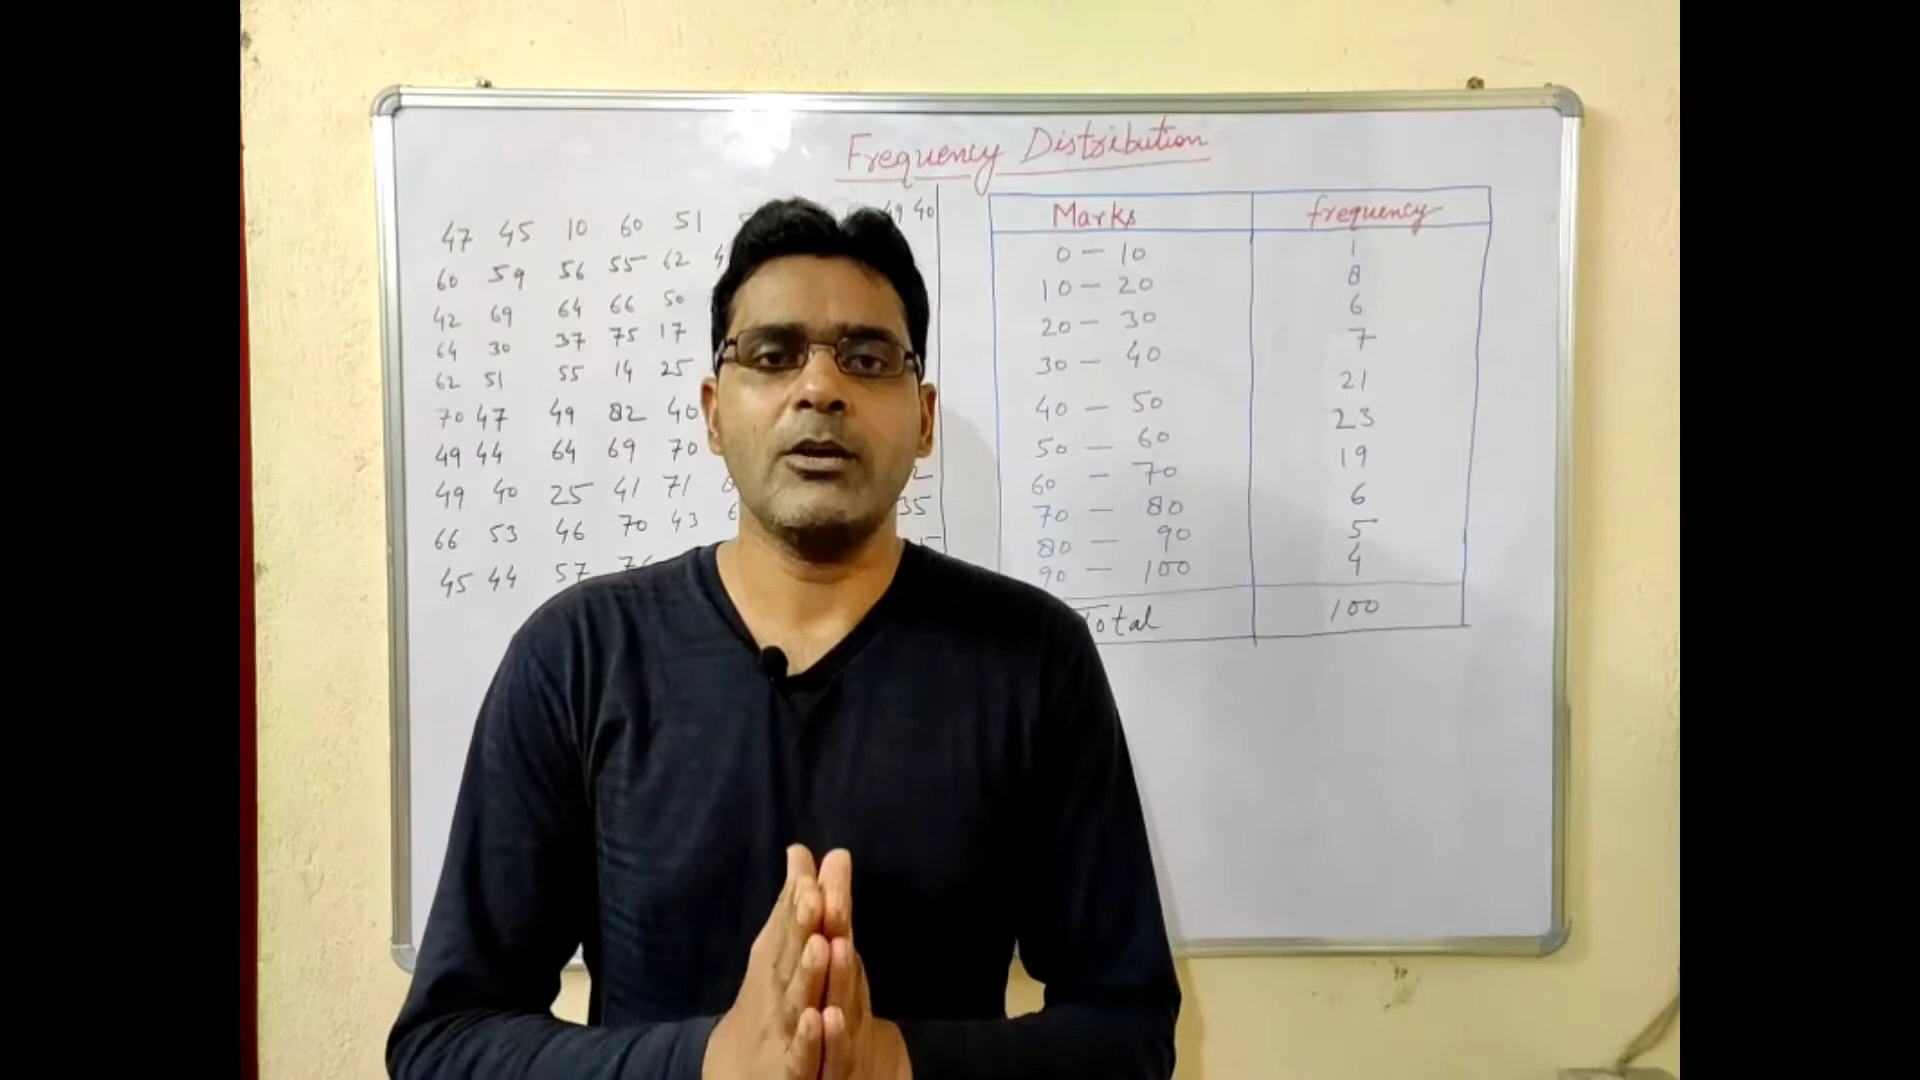 Frequency Distribution
47 45 10 60 51 49 40
60 59 56 55 62
42 69 64 66 50
64 30 37 75 17
62 51 55 14 25
70 47 49 82 40
49 44 64 69 70
49 40 25 41 71
66 53 46 70 43 35
45 44 57
Marks frequency
0 — 10 1
10 — 20 8
20 — 30 6
30 — 40 7
40 — 50 21
50 — 60 23
60 — 70 19
70 — 80 6
80 — 90 5
90 — 100 4
Total 100